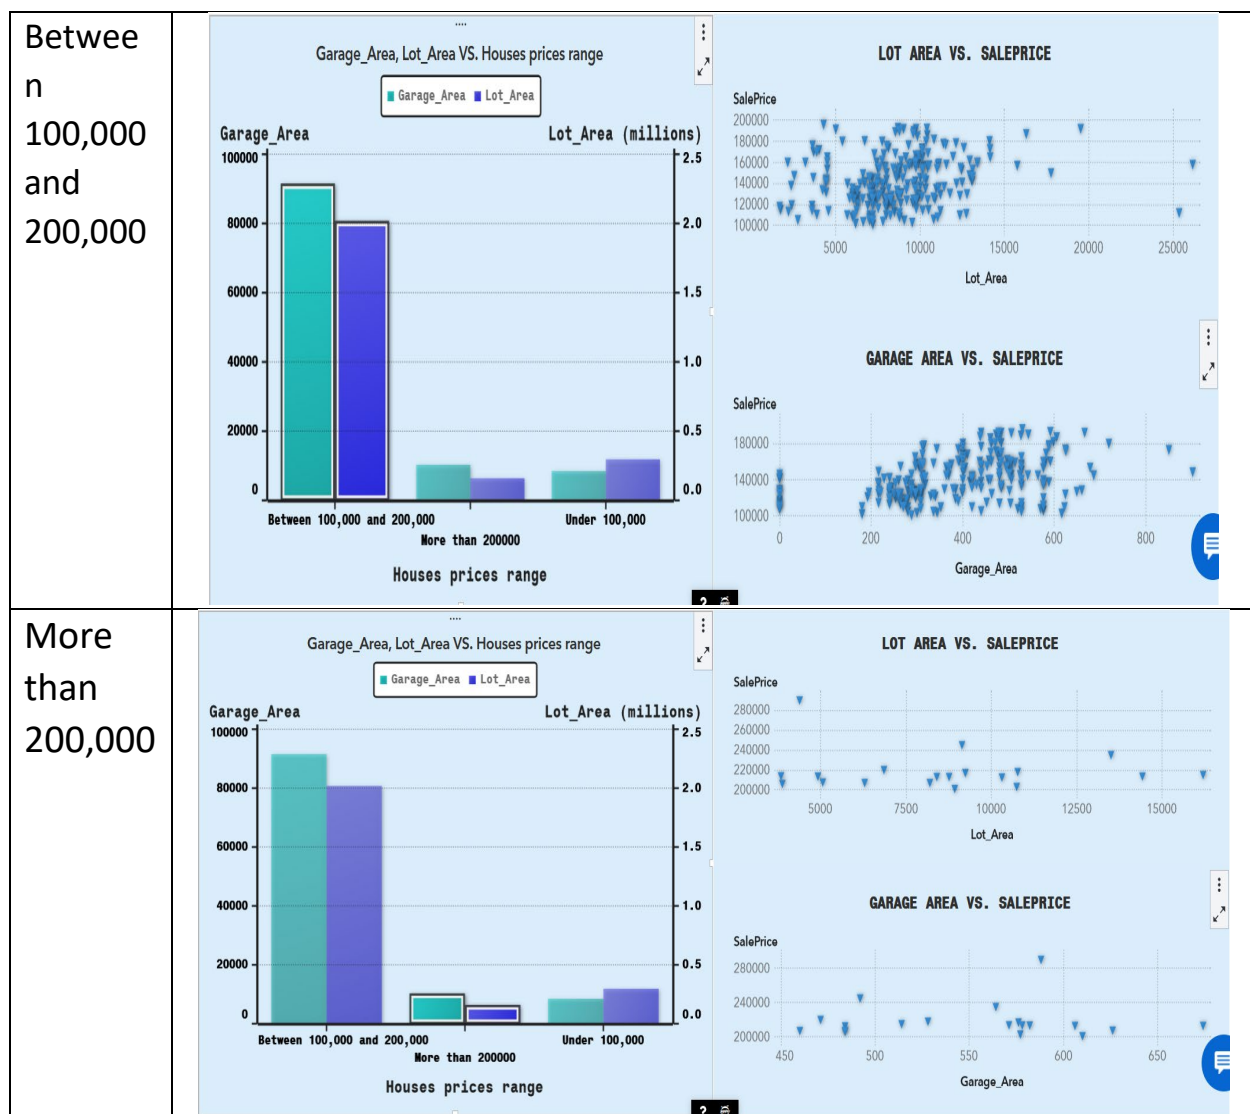 Betwee
n
100,000
and
200,000
Garage_Area, Lot_Area VS. Houses prices range
Garage_Area Lot_Area
Garage_Area Lot_Area (millions)
100000 2.5
80000 2.0
60000 1.5
40000 1.0
20000 0.5
0 0.0
Between 100,000 and 200,000 Under 100,000
More than 200000
Houses prices range
?
LOT AREA VS. SALEPRICE
SalePrice
200000
180000
160000
140000
120000
100000
5000 10000 15000 20000 25000
Lot_Area
GARAGE AREA VS. SALEPRICE
SalePrice
180000
140000
100000
0 200 400 600 800
Garage_Area
More
than
200,000
Garage_Area, Lot_Area VS. Houses prices range
Garage_Area Lot_Area
Garage_Area Lot_Area (millions)
100000 2.5
80000 2.0
60000 1.5
40000 1.0
20000 0.5
0 0.0
Between 100,000 and 200,000 Under 100,000
More than 200000
Houses prices range
?
LOT AREA VS. SALEPRICE
SalePrice
280000
260000
240000
220000
200000
5000 7500 10000 12500 15000
Lot_Area
GARAGE AREA VS. SALEPRICE
SalePrice
280000
240000
200000
450 500 550 600 650
Garage_Area